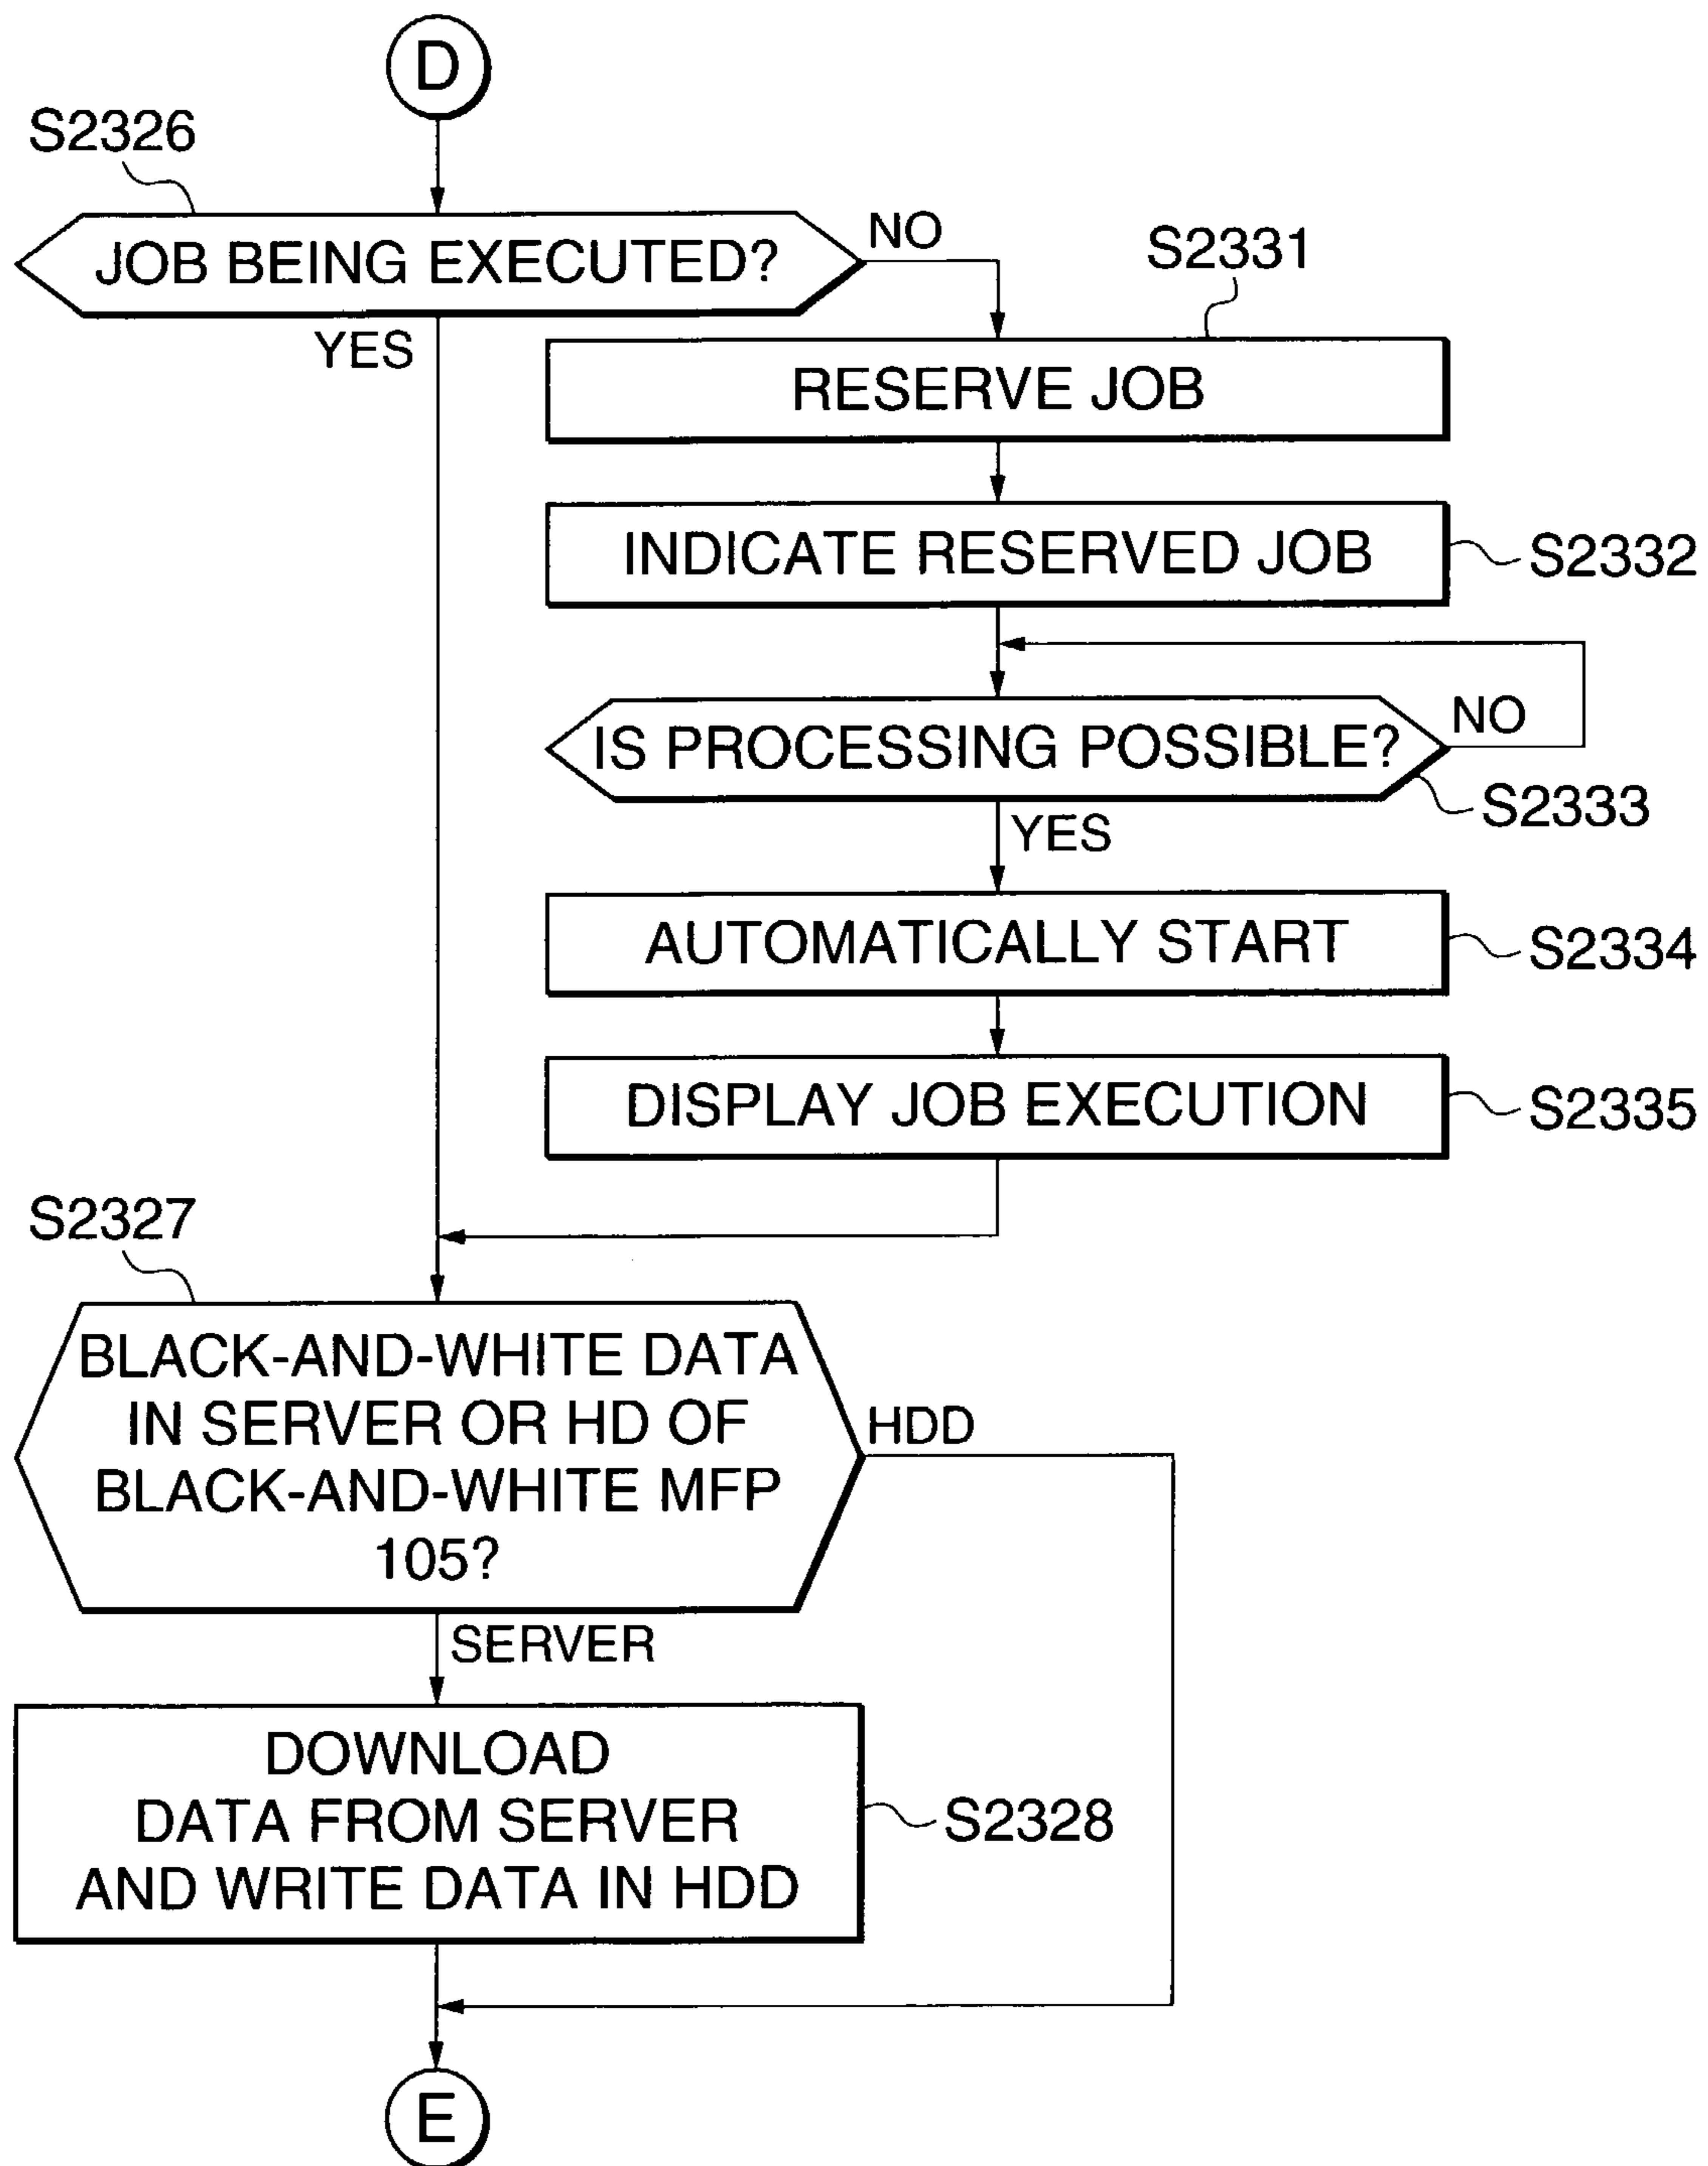 D
S2326
JOB BEING EXECUTED?
NO
YES
S2331
RESERVE JOB
INDICATE RESERVED JOB
S2332
IS PROCESSING POSSIBLE?
NO
S2333
YES
AUTOMATICALLY START
S2334
DISPLAY JOB EXECUTION
S2335
S2327
BLACK-AND-WHITE DATA
IN SERVER OR HD OF
BLACK-AND-WHITE MFP
105?
HDD
SERVER
DOWNLOAD
DATA FROM SERVER
AND WRITE DATA IN HDD
S2328
E